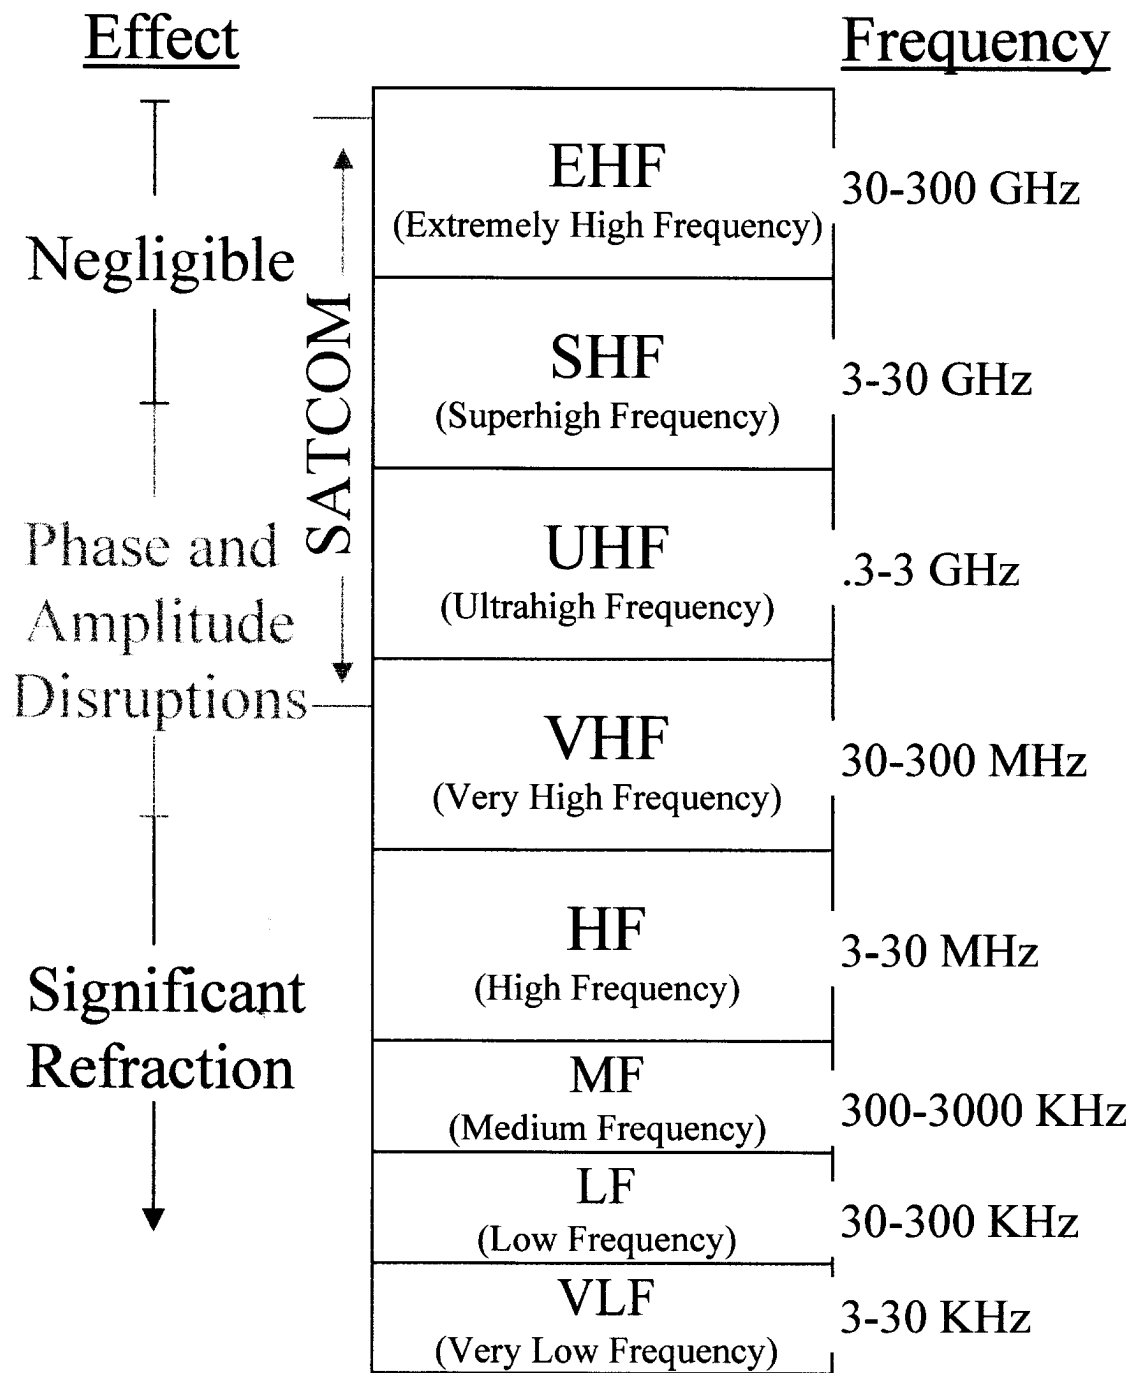 Effect
Frequency
Negligible
Phase and
Amplitude
Disruptions
Significant
Refraction
SATCOM
EHF
(Extremely High Frequency)
30-300 GHz
SHF
(Superhigh Frequency)
3-30 GHz
UHF
(Ultrahigh Frequency)
.3-3 GHz
VHF
(Very High Frequency)
30-300 MHz
HF
(High Frequency)
3-30 MHz
MF
(Medium Frequency)
300-3000 KHz
LF
(Low Frequency)
30-300 KHz
VLF
(Very Low Frequency)
3-30 KHz